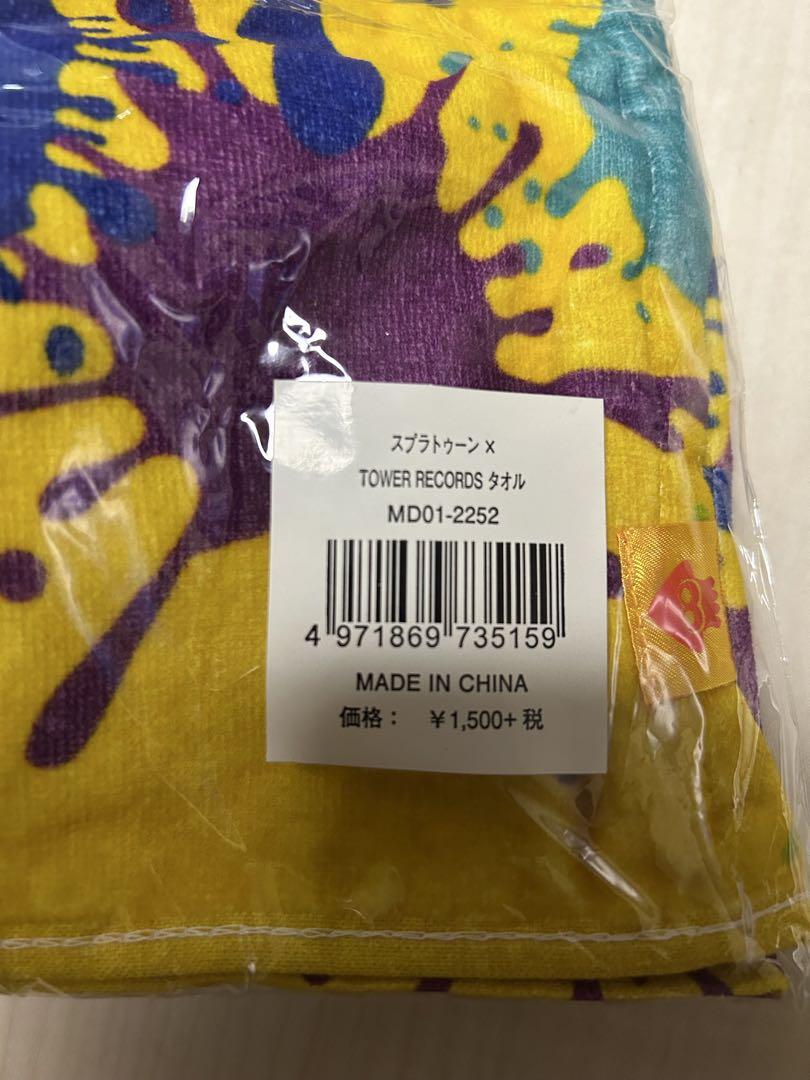 スプラトゥーン ×
TOWER RECORDS タオル
MD01-2252
4 971869 735159
MADE IN CHINA
価格： ￥1,500+ 税